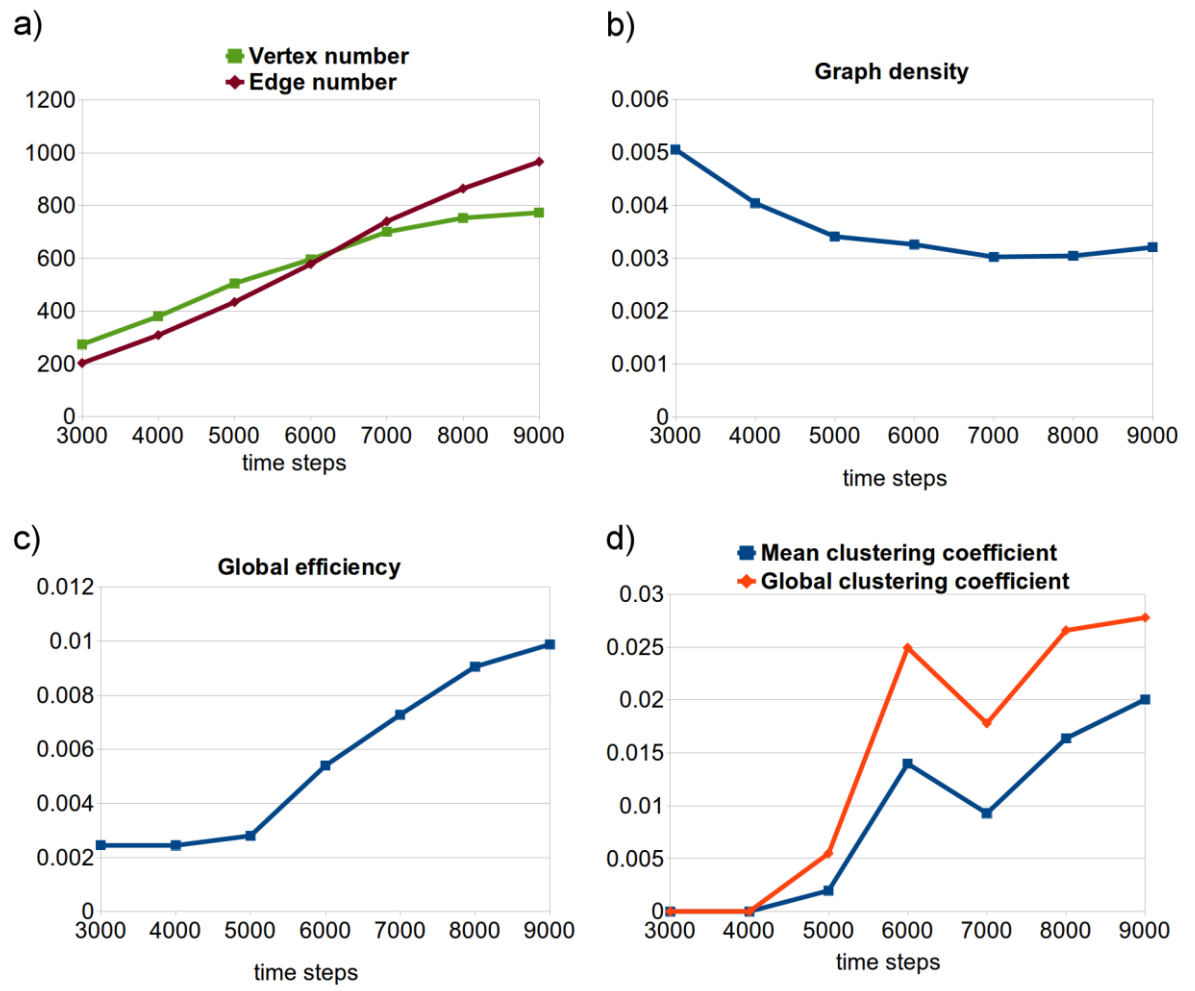 a)
Vertex number
Edge number
1200
1000
800
600
400
200
0
3000 4000 5000 6000 7000 8000 9000
time steps
b)
Graph density
0.006
0.005
0.004
0.003
0.002
0.001
0
3000 4000 5000 6000 7000 8000 9000
time steps
c)
Global efficiency
0.012
0.01
0.008
0.006
0.004
0.002
0
3000 4000 5000 6000 7000 8000 9000
time steps
d)
Mean clustering coefficient
Global clustering coefficient
0.03
0.025
0.02
0.015
0.01
0.005
0
3000 4000 5000 6000 7000 8000 9000
time steps